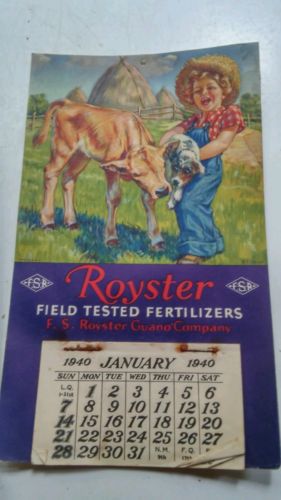 F.S.R.
F.S.R.
Royster
FIELD TESTED FERTILIZERS
F. S. Royster Guano Company
1940 JANUARY 1940
SUN MON TUE WED THU FRI SAT
L.Q. 1 2 3 4 5 6
7 8 9 10 11 12 13
14 15 16 17 18 19 20
21 22 23 24 25 26 27
28 29 30 31 N.M. F.Q.
9th 17th